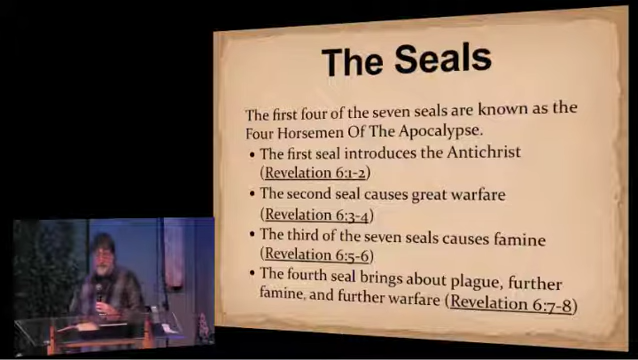 The Seals
The first four of the seven seals are known as the
Four Horsemen Of The Apocalypse.
• The first seal introduces the Antichrist
(Revelation 6:1-2)
• The second seal causes great warfare
(Revelation 6:3-4)
• The third of the seven seals causes famine
(Revelation 6:5-6)
• The fourth seal brings about plague, further
famine, and further warfare (Revelation 6:7-8)